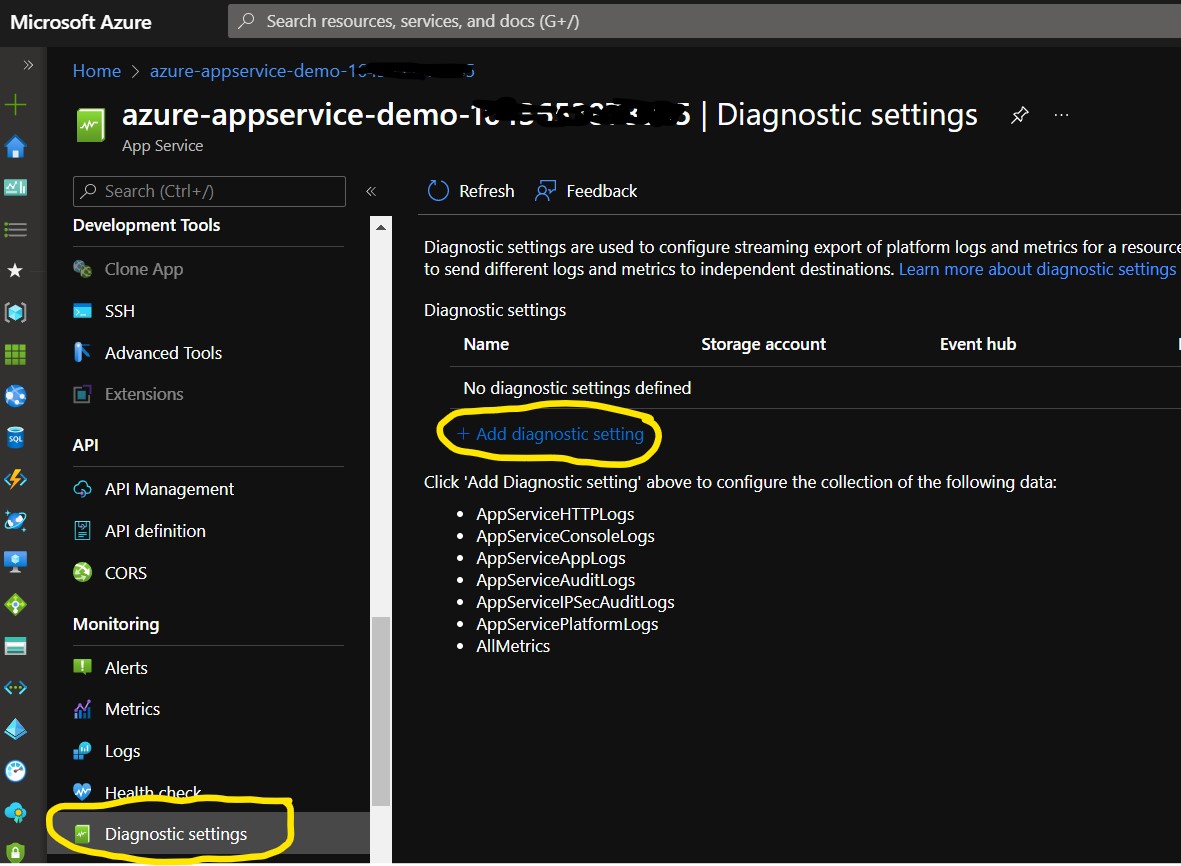 Microsoft Azure
Search resources, services, and docs (G+/)
Home
azure-appservice-demo-
azure-appservice-demo- | Diagnostic settings
App Service
Search (Ctrl+/)
Refresh
Feedback
Development Tools
Clone App
SSH
Advanced Tools
Extensions
API
API Management
API definition
CORS
Monitoring
Alerts
Metrics
Logs
Health check
Diagnostic settings
Diagnostic settings are used to configure streaming export of platform logs and metrics for a resource
to send different logs and metrics to independent destinations. Learn more about diagnostic settings
Diagnostic settings
Name Storage account Event hub
No diagnostic settings defined
+ Add diagnostic setting
Click 'Add Diagnostic setting' above to configure the collection of the following data:
AppServiceHTTPLogs
AppServiceConsoleLogs
AppServiceAppLogs
AppServiceAuditLogs
AppServiceIPSecAuditLogs
AppServicePlatformLogs
AllMetrics